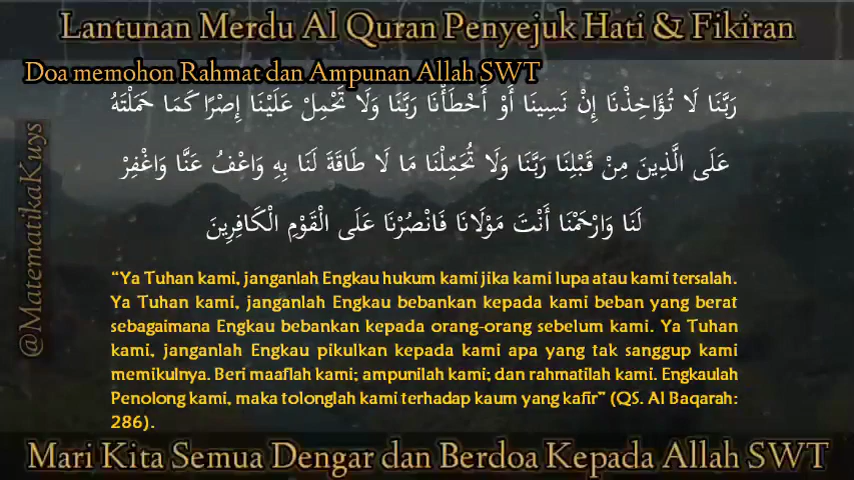 Lantunan Merdu Al Quran Penyejuk Hati & Fikiran
Doa memohon Rahmat dan Ampunan Allah SWT
رَبَّنَا لَا تُؤَاخِذْنَا إِنْ نَسِينَا أَوْ أَخْطَأْنَا رَبَّنَا وَلَا تَحْمِلْ عَلَيْنَا إِصْرًا كَمَا حَمَلْتَهُ
عَلَى الَّذِينَ مِنْ قَبْلِنَا رَبَّنَا وَلَا تُحَمِّلْنَا مَا لَا طَاقَةَ لَنَا بِهِ وَاعْفُ عَنَّا وَاغْفِرْ
لَنَا وَارْحَمْنَا أَنْتَ مَوْلَانَا فَانْصُرْنَا عَلَى الْقَوْمِ الْكَافِرِينَ
“Ya Tuhan kami, janganlah Engkau hukum kami jika kami lupa atau kami tersalah.
Ya Tuhan kami, janganlah Engkau bebankan kepada kami beban yang berat
sebagaimana Engkau bebankan kepada orang-orang sebelum kami. Ya Tuhan
kami, janganlah Engkau pikulkan kepada kami apa yang tak sanggup kami
memikulnya. Beri maaflah kami; ampunilah kami; dan rahmatilah kami. Engkaulah
Penolong kami, maka tolonglah kami terhadap kaum yang kafir” (QS. Al Baqarah:
286).
@MatematikaKuys
Mari Kita Semua Dengar dan Berdoa Kepada Allah SWT